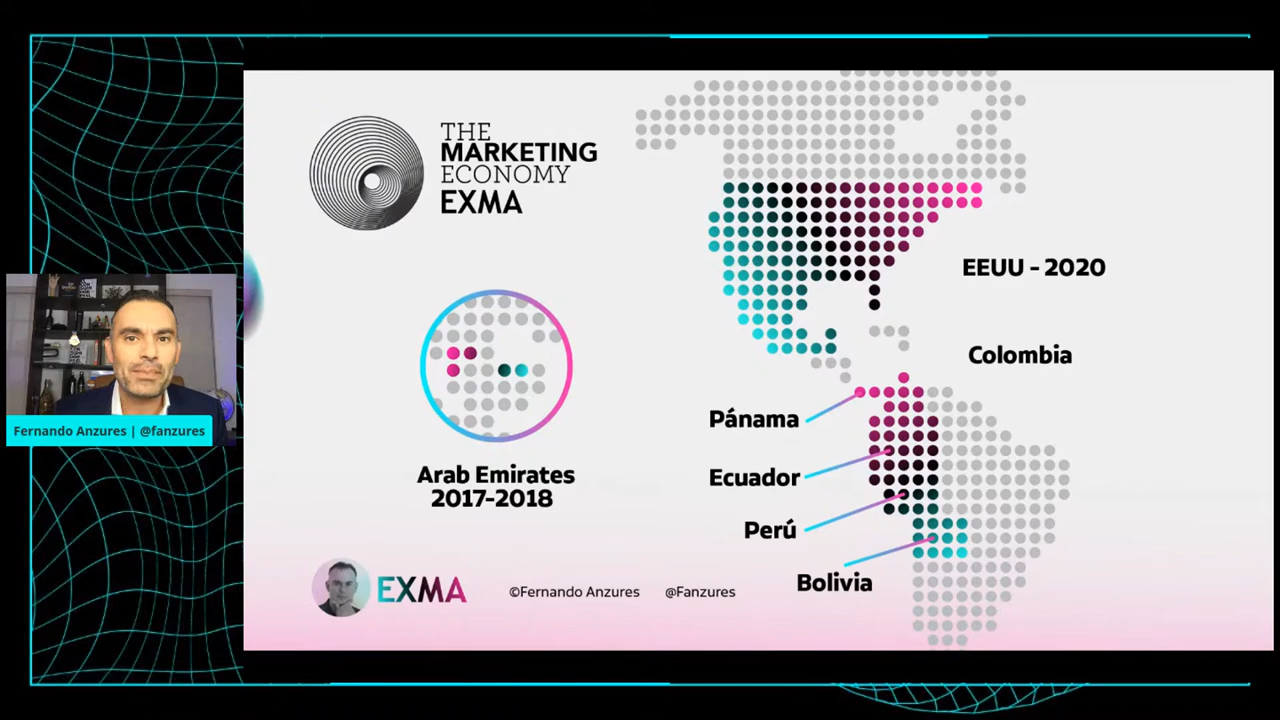 THE
MARKETING
ECONOMY
EXMA
EEUU - 2020
Colombia
Pánama
Ecuador
Perú
Bolivia
Arab Emirates
2017-2018
Fernando Anzures | @fanzures
EXMA
©Fernando Anzures
@Fanzures